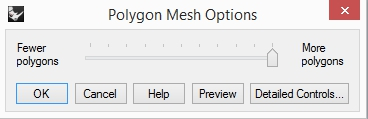 Polygon Mesh Options
Fewer polygons
More polygons
OK
Cancel
Help
Preview
Detailed Controls...